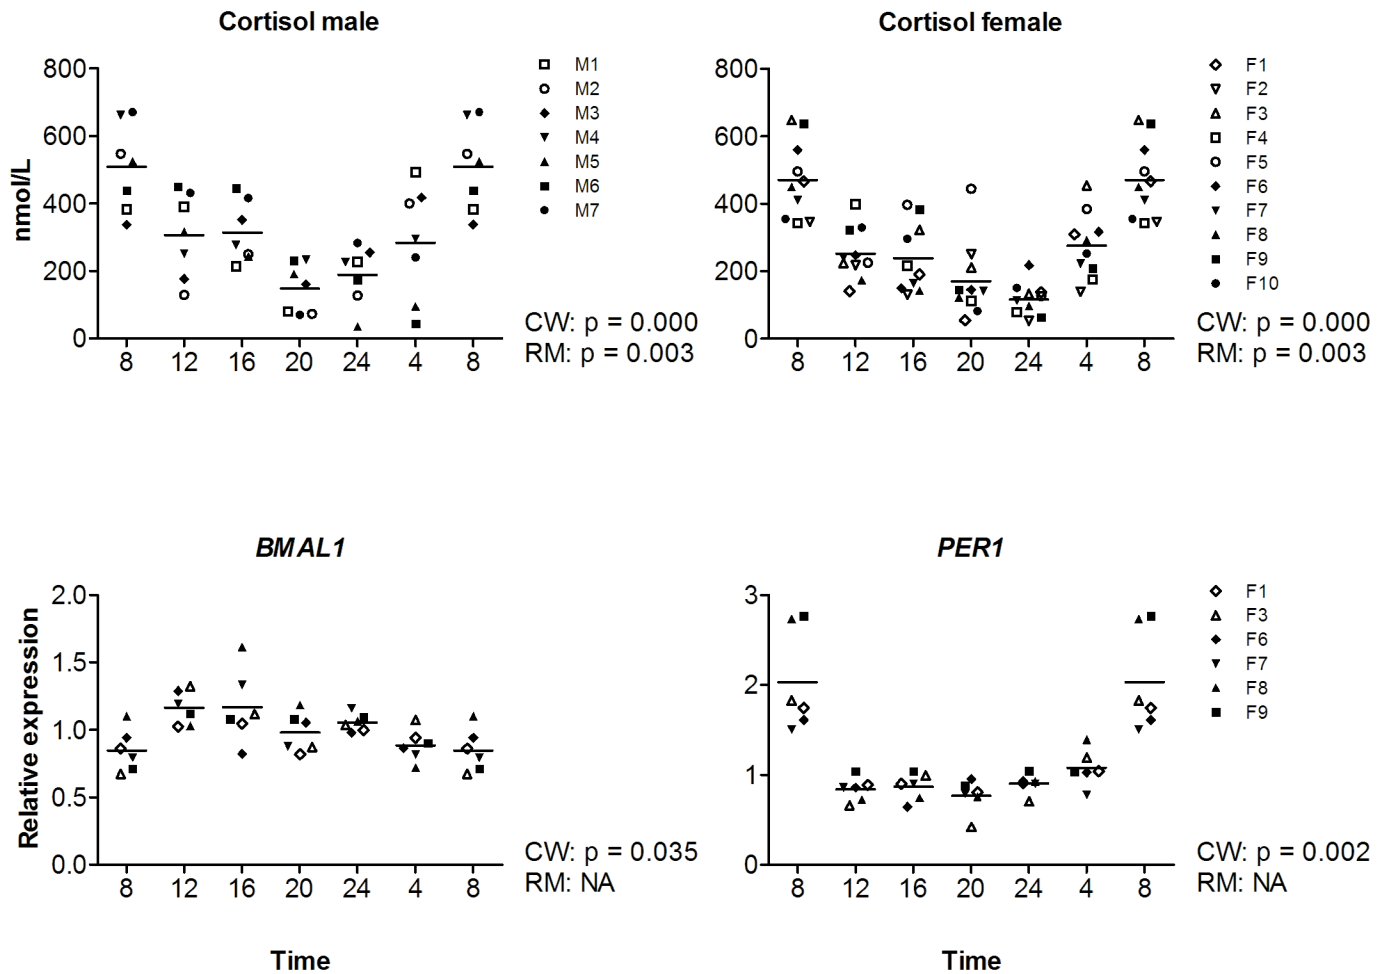 Cortisol male
800
600
400
200
0
nmol/L
8 12 16 20 24 4 8
M1
M2
M3
M4
M5
M6
M7
CW: p = 0.000
RM: p = 0.003
Cortisol female
800
600
400
200
0
8 12 16 20 24 4 8
F1
F2
F3
F4
F5
F6
F7
F8
F9
F10
CW: p = 0.000
RM: p = 0.003
BMAL1
2.0
1.5
1.0
0.5
0.0
Relative expression
8 12 16 20 24 4 8
Time
CW: p = 0.035
RM: NA
PER1
3
2
1
0
8 12 16 20 24 4 8
Time
F1
F3
F6
F7
F8
F9
CW: p = 0.002
RM: NA